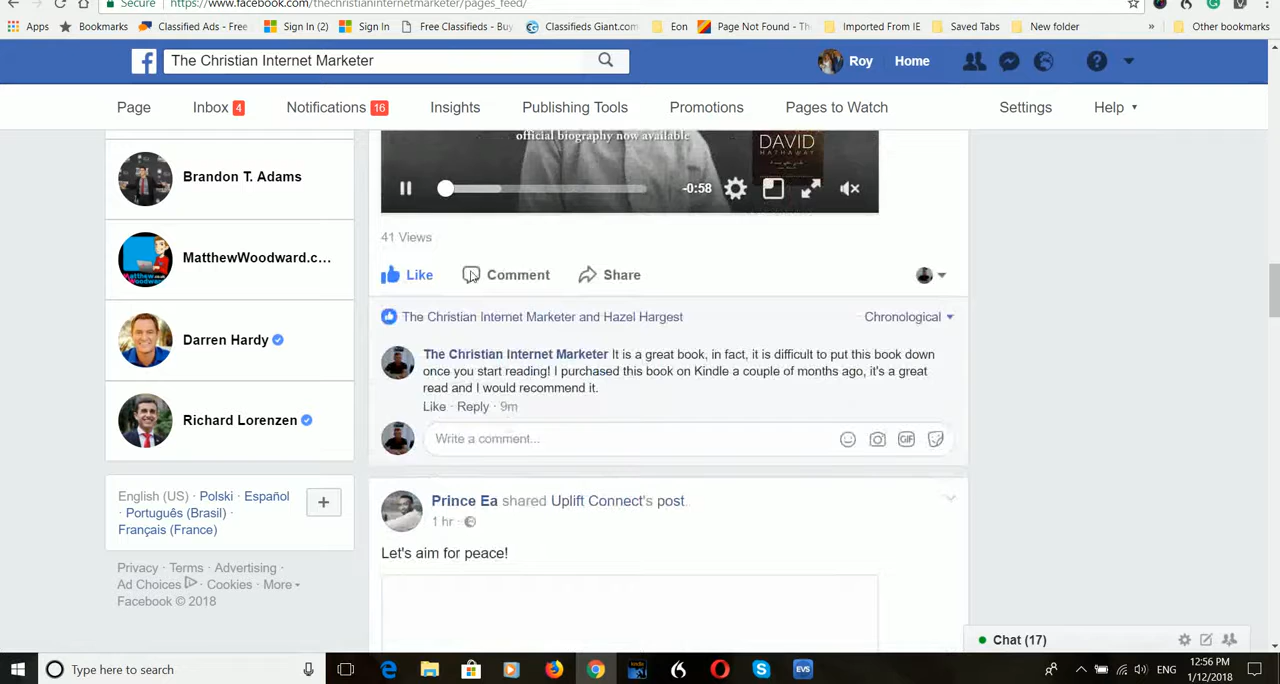 Secure https://www.facebook.com/thechristianinternetmarketer/pages_feed/
Apps Bookmarks Classified Ads - Free Sign In (2) Sign In Free Classifieds - Buy Classifieds Giant.com Eon Page Not Found - Th Imported From IE Saved Tabs New folder » Other bookmarks
The Christian Internet Marketer Roy Home
Page Inbox 4 Notifications 16 Insights Publishing Tools Promotions Pages to Watch Settings Help
official biography now available
DAVID
HATHAWAY
Brandon T. Adams
-0:58
41 Views
MatthewWoodward.c...
Like Comment Share
The Christian Internet Marketer and Hazel Hargest Chronological
Darren Hardy
The Christian Internet Marketer It is a great book, in fact, it is difficult to put this book down
once you start reading! I purchased this book on Kindle a couple of months ago, it's a great
read and I would recommend it.
Like · Reply · 9m
Richard Lorenzen
Write a comment...
GIF
English (US) · Polski · Español ·
Português (Brasil) ·
Français (France)
+
Prince Ea shared Uplift Connect's post.
1 hr ·
Let's aim for peace!
Privacy · Terms · Advertising ·
Ad Choices · Cookies · More
Facebook © 2018
Chat (17)
Type here to search
kindle
EVS
ENG
12:56 PM
1/12/2018